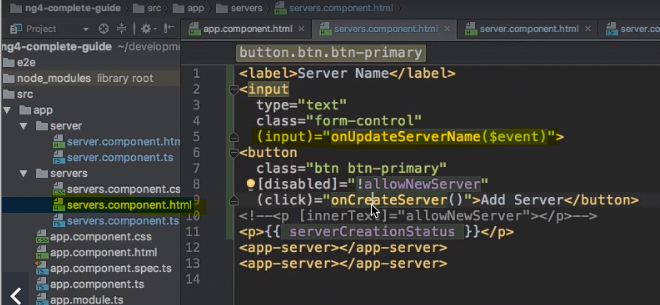 ng4-complete-guide src app servers servers.component.html
Project app.component.html servers.component.html server.component.html server.co
ng4-complete-guide ~/developm
e2e
node_modules library root
src
app
server
server.component.htm
server.component.ts
servers
servers.component.cs
servers.component.html
servers.component.ts
app.component.css
app.component.html
app.component.spec.ts
app.component.ts
app.module.ts
button.btn.btn-primary
1 <label>Server Name</label>
2 <input
3 type="text"
4 class="form-control"
5 (input)="onUpdateServerName($event)">
6 <button
7 class="btn btn-primary"
8 [disabled]="!allowNewServer"
9 (click)="onCreateServer()">Add Server</button>
10 <!--<p [innerText]="allowNewServer"></p>-->
11 <p>{{ serverCreationStatus }}</p>
12 <app-server></app-server>
13 <app-server></app-server>
14